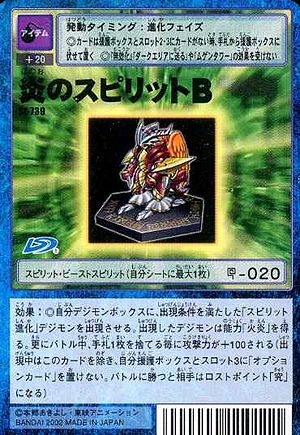 アイテム
+20
発動タイミング：進化フェイズ
◎カードは援護ボックスとスロット2・3にカードがない時、手札から援護ボックスに伏せて置く
◎「無効化」「ダークエリアに送る」や「ムゲンタワー」の効果を受けない
炎のスピリットB
St-739
スピリット・ビーストスピリット(自分シートに最大1枚)
-020
効果：◎自分デジモンボックスに、出現条件を満たした「スピリット
進化」デジモンを出現させる。出現したデジモンは能力「火炎」を得
る。更にバトル中、手札1枚を捨てる毎に攻撃力が+100される(出
現中はこのカードを除き、自分援護ボックスとスロット3に「オプショ
ンカード」を置けない。バトルに勝つと相手はロストポイント「究」
になる)
©本郷あきよし・東映アニメーション
BANDAI 2002 MADE IN JAPAN